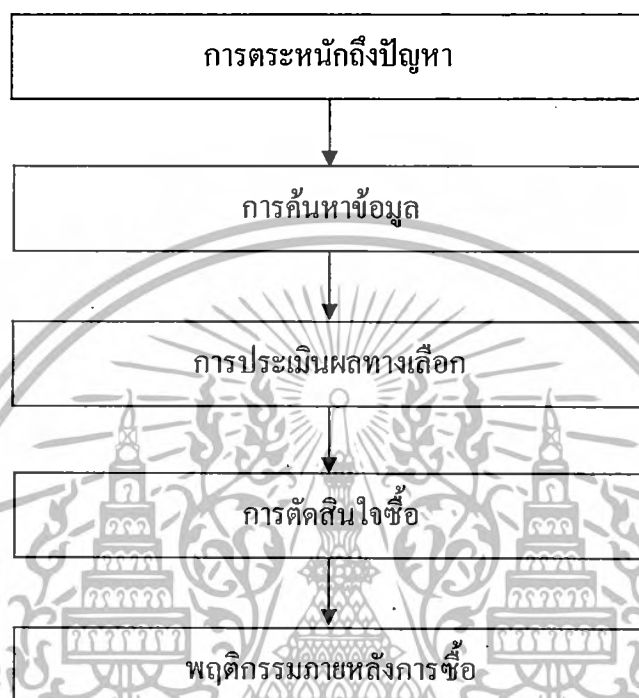 การตระหนักถึงปัญหา
การค้นหาข้อมูล
การประเมินผลทางเลือก
การตัดสินใจซื้อ
พฤติกรรมภายหลังการซื้อ